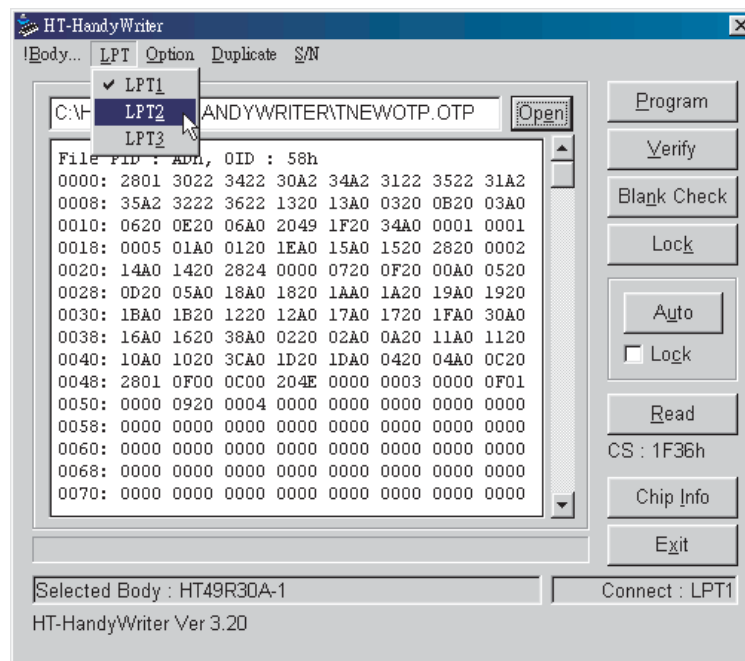 HT-HandyWriter
!Body... LPT Option Duplicate S/N
LPT1
LPT2
LPT3
C:\H ANDYWRITER\TNEWOTP.OTP Open
File PID : ADh, OID : 58h
0000: 2801 3022 3422 30A2 34A2 3122 3522 31A2
0008: 35A2 3222 3622 1320 13A0 0320 0B20 03A0
0010: 0620 0E20 06A0 2049 1F20 34A0 0001 0001
0018: 0005 01A0 0120 1EA0 15A0 1520 2820 0002
0020: 14A0 1420 2824 0000 0720 0F20 00A0 0520
0028: 0D20 05A0 18A0 1820 1AA0 1A20 19A0 1920
0030: 1BA0 1B20 1220 12A0 17A0 1720 1FA0 30A0
0038: 16A0 1620 38A0 0220 02A0 0A20 11A0 1120
0040: 10A0 1020 3CA0 1D20 1DA0 0420 04A0 0C20
0048: 2801 0F00 0C00 204E 0000 0003 0000 0F01
0050: 0000 0920 0004 0000 0000 0000 0000 0000
0058: 0000 0000 0000 0000 0000 0000 0000 0000
0060: 0000 0000 0000 0000 0000 0000 0000 0000
0068: 0000 0000 0000 0000 0000 0000 0000 0000
0070: 0000 0000 0000 0000 0000 0000 0000 0000
Program
Verify
Blank Check
Lock
Auto
Lock
Read
CS : 1F36h
Chip Info
Exit
Selected Body : HT49R30A-1
Connect : LPT1
HT-HandyWriter Ver 3.20